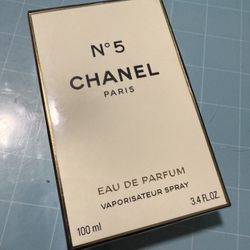 N°5
CHANEL
PARIS
EAU DE PARFUM
VAPORISATEUR SPRAY
100 ml 3.4 FL.OZ.